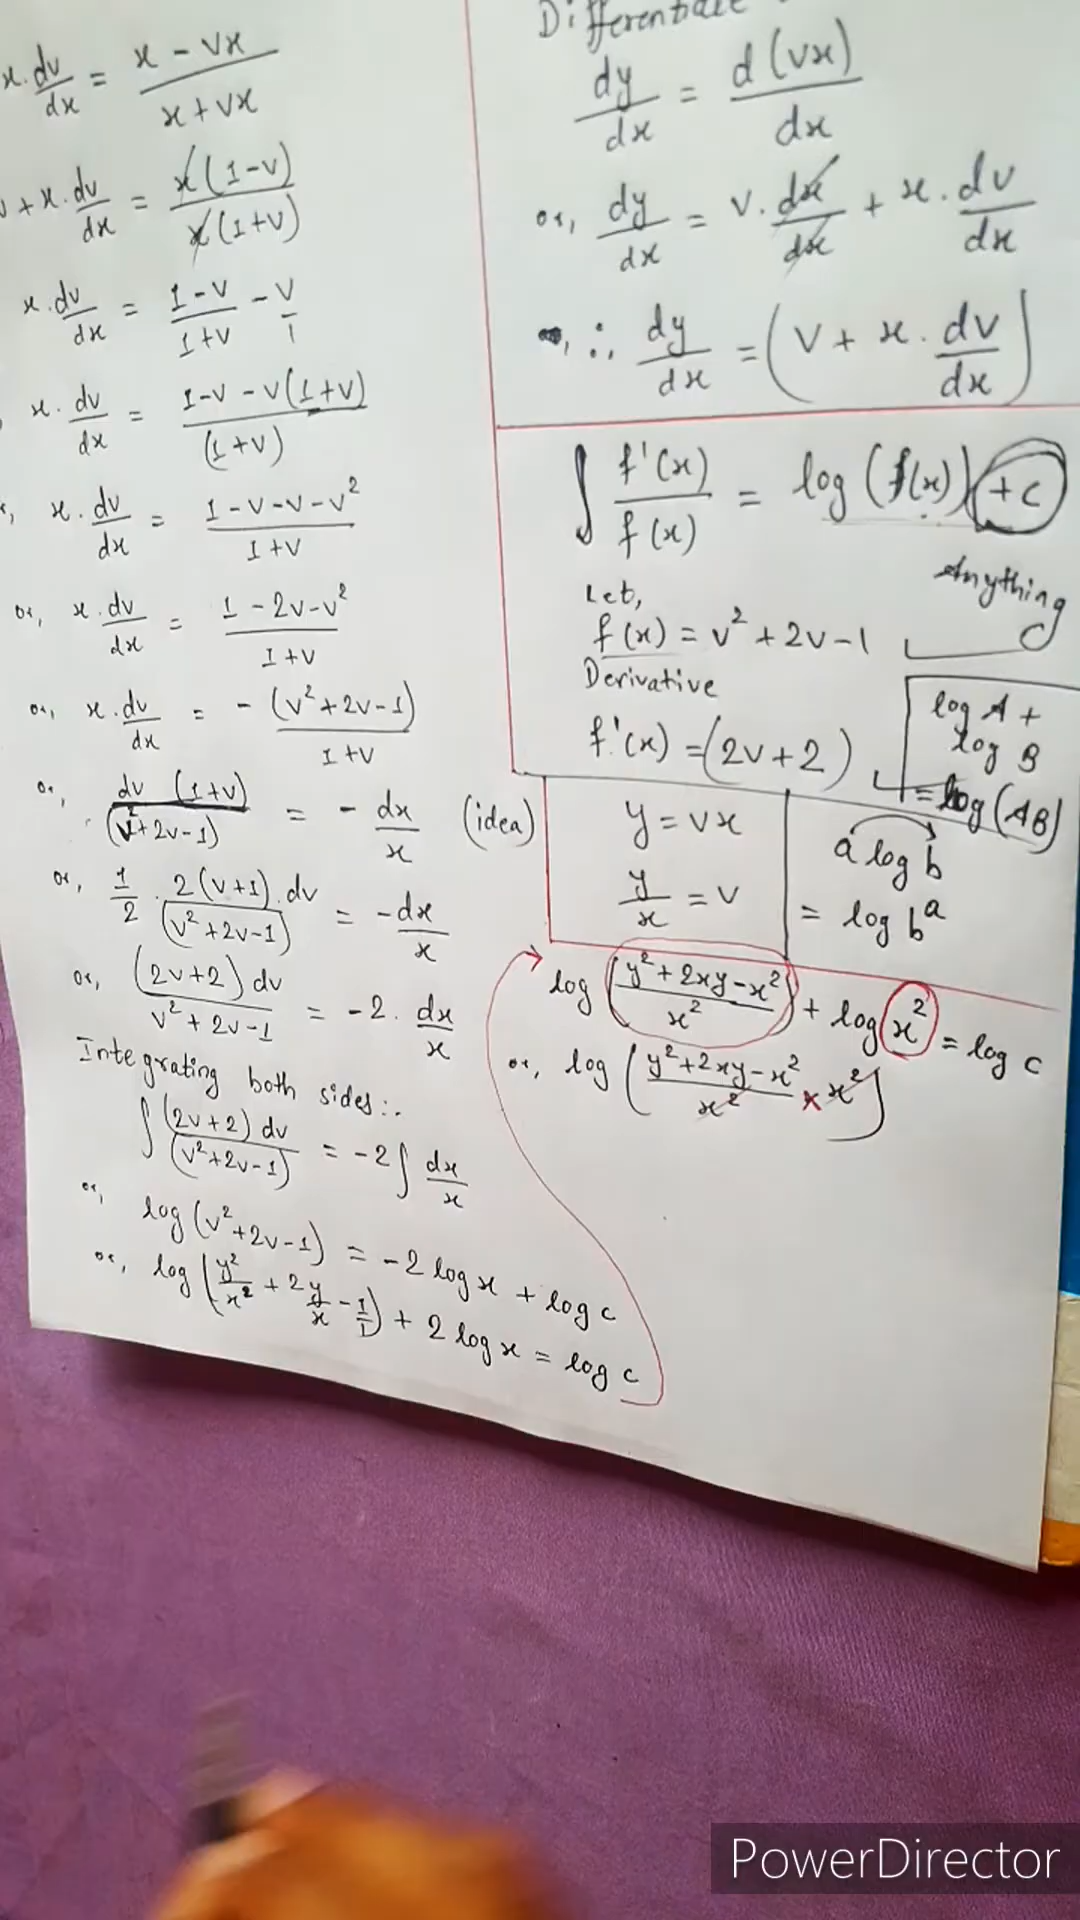 x.dv/dx = x - vx / x + vx
v + x.dv/dx = x(1-v) / x(1+v)
x.dv/dx = 1-v/1+v - v/1
x.dv/dx = 1-v-v(1+v) / (1+v)
x.dv/dx = 1-v-v-v² / 1+v
or, x.dv/dx = 1-2v-v² / 1+v
or, x.dv/dx = - (v²+2v-1) / 1+v
or, dv (1+v) / (v²+2v-1) = - dx/x (idea)
or, 1/2 . 2(v+1).dv / (v²+2v-1) = -dx/x
or, (2v+2) dv / v²+2v-1 = -2. dx/x
Integrating both sides:.
∫ (2v+2) dv / (v²+2v-1) = -2 ∫ dx/x
or, log (v²+2v-1) = -2 log x + log c
or, log (y²/x² + 2y/x - 1/1) + 2 log x = log c
Differentiate
dy/dx = d(vx)/dx
or, dy/dx = v. dx/dx + x. dv/dx
∴ dy/dx = (v + x. dv/dx)
∫ f'(x)/f(x) = log (f(x)) + c
Anything
Let,
f(x) = v² + 2v - 1
Derivative
f'(x) = (2v+2)
log A +
log B
= log (AB)
y = vx
y/x = v
a log b
= log bᵃ
log (y²+2xy-x² / x²) + log (x²) = log c
or, log (y²+2xy-x² / x² × x²)
PowerDirector